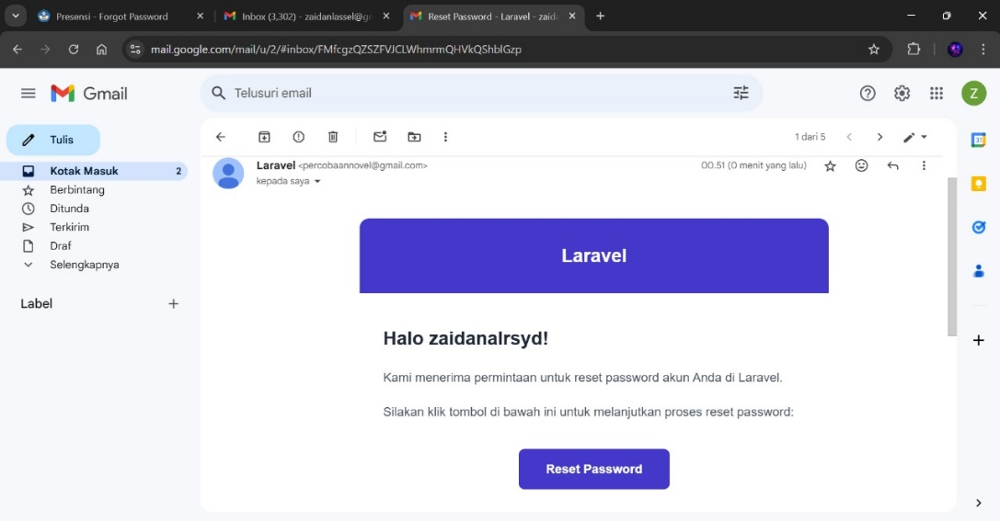 Presensi - Forgot Password
Inbox (3,302) - zaidanlassel@gr
Reset Password - Laravel - zaida
mail.google.com/mail/u/2/#inbox/FMfcgzQZSZFVJCLWhmrmQHVkQShblGzp
Gmail
Telusuri email
Z
Tulis
1 dari 5
31
Kotak Masuk 2
Berbintang
Ditunda
Terkirim
Draf
Selengkapnya
Label
Laravel <percobaannovel@gmail.com>
00.51 (0 menit yang lalu)
kepada saya
Laravel
Halo zaidanalrsyd!
Kami menerima permintaan untuk reset password akun Anda di Laravel.
Silakan klik tombol di bawah ini untuk melanjutkan proses reset password:
Reset Password